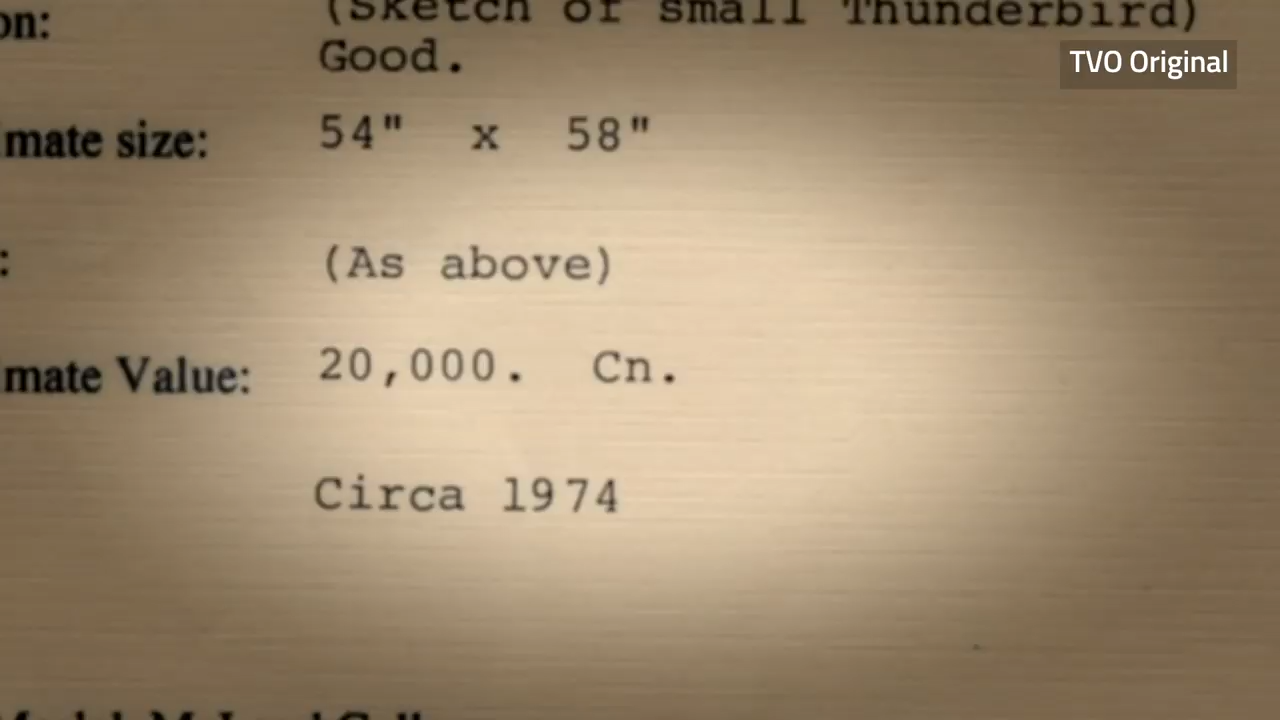 (Sketch of small Thunderbird)
on:
Good.
TVO Original
mate size: 54" x 58"
: (As above)
mate Value: 20,000. Cn.
Circa 1974